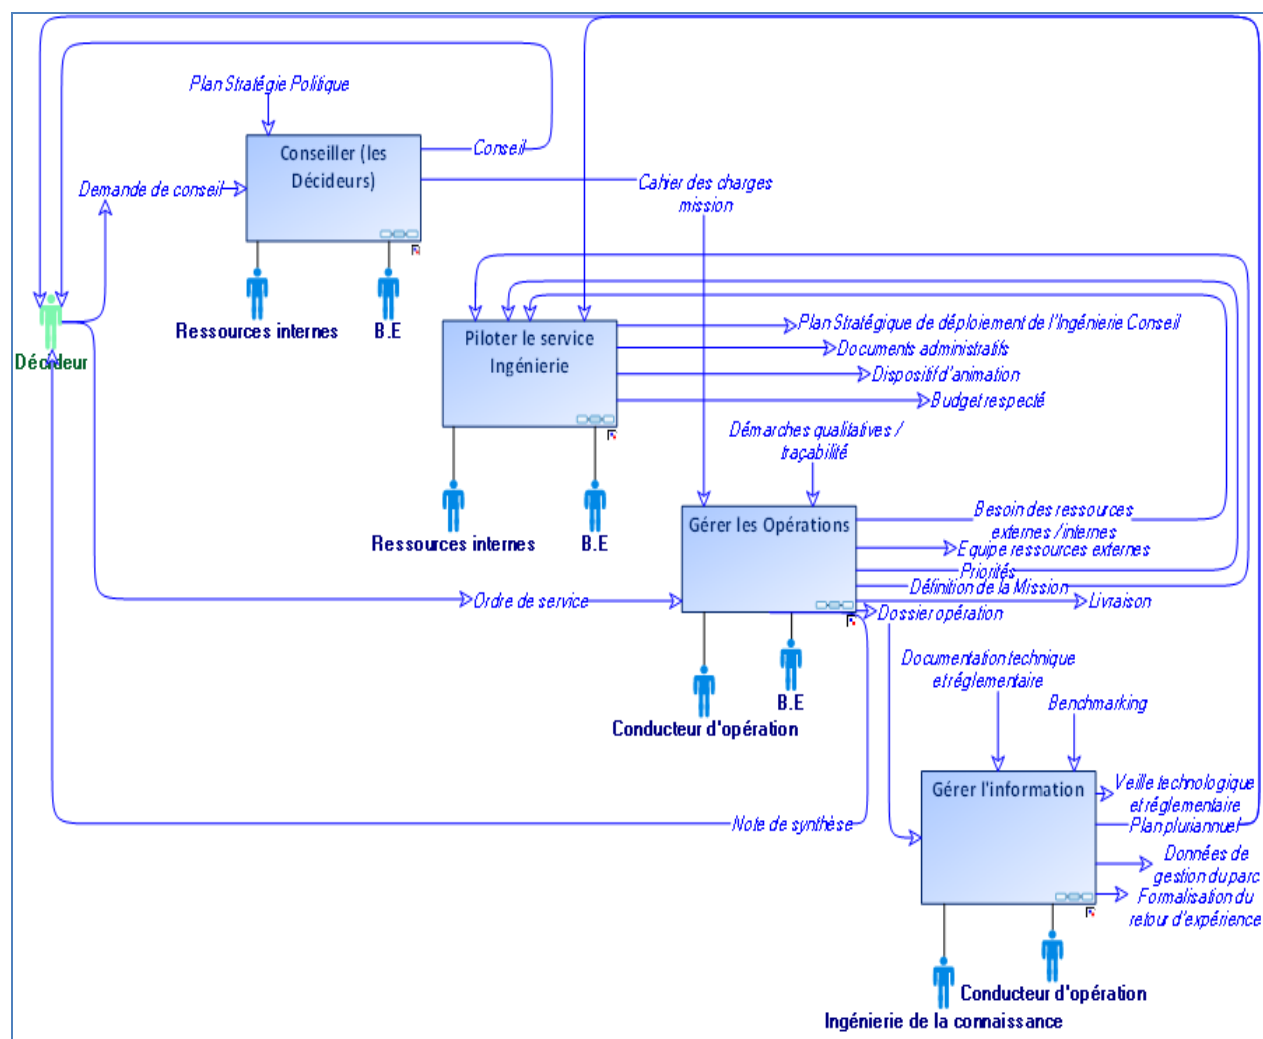 Plan Stratégie Politique
Conseiller (les
Décideurs)
Conseil
Demande de conseil
Cahier des charges
mission
Ressources internes
B.E
Décideur
Piloter le service
Ingénierie
Plan Stratégique de déploiement de l'Ingénierie Conseil
Documents administratifs
Dispositif d'animation
Budget respecté
Démarches qualitatives /
traçabilité
Ressources internes
B.E
Gérer les Opérations
Besoin des ressources
externes / internes
Equipe ressources externes
Priorités
Définition de la Mission
Ordre de service
Livraison
Dossier opération
Documentation technique
et réglementaire
Benchmarking
B.E
Conducteur d'opération
Gérer l'information
Veille technologique
et réglementaire
Plan pluriannuel
Note de synthèse
Données de
gestion du parc
Formalisation du
retour d'expérience
Conducteur d'opération
Ingénierie de la connaissance